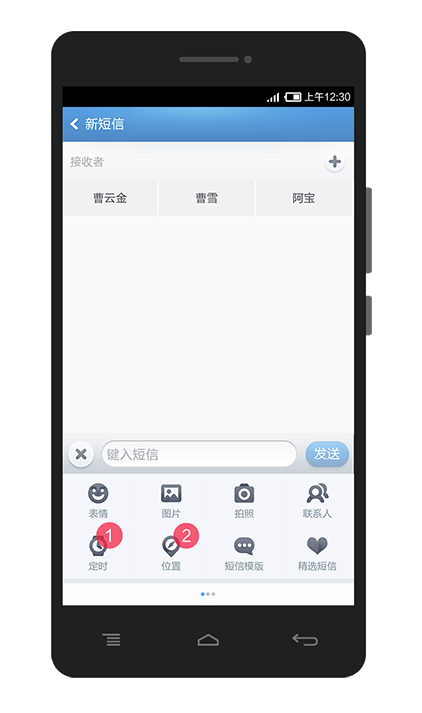 上午12:30
新短信
接收者
曹云金 曹雪 阿宝
键入短信 发送
表情 图片 拍照 联系人
1 2
定时 位置 短信模版 精选短信